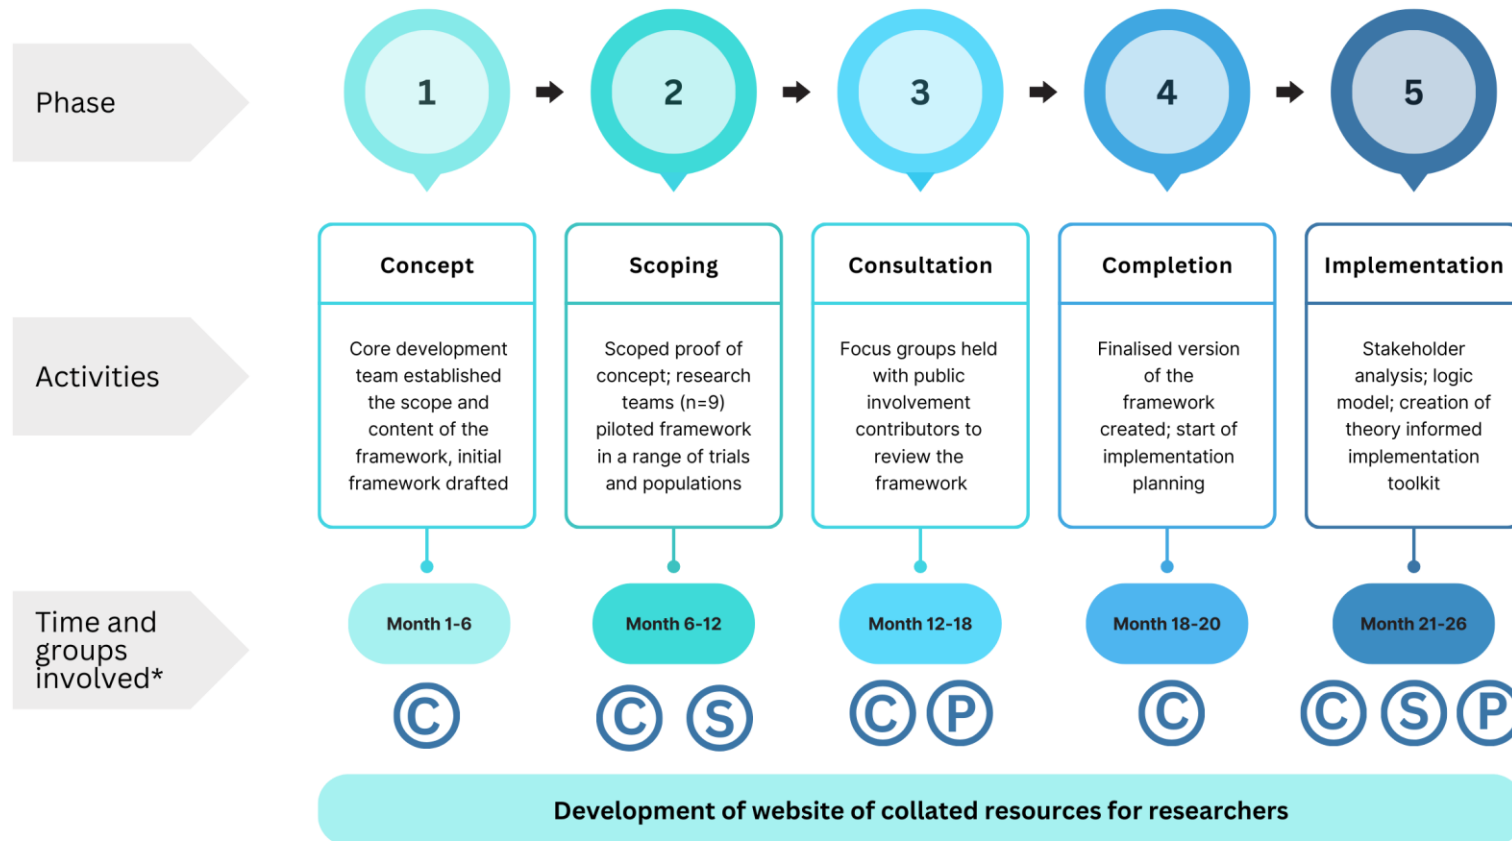 Phase
1
2
3
4
5
Activities
Concept
Core development
team established
the scope and
content of the
framework, initial
framework drafted
Scoping
Scoped proof of
concept; research
teams (n=9)
piloted framework
in a range of trials
and populations
Consultation
Focus groups held
with public
involvement
contributors to
review the
framework
Completion
Finalised version
of the
framework
created; start of
implementation
planning
Implementation
Stakeholder
analysis; logic
model; creation of
theory informed
implementation
toolkit
Time and
groups
involved*
Month 1-6
Month 6-12
Month 12-18
Month 18-20
Month 21-26
C
C S
C P
C
C S P
Development of website of collated resources for researchers